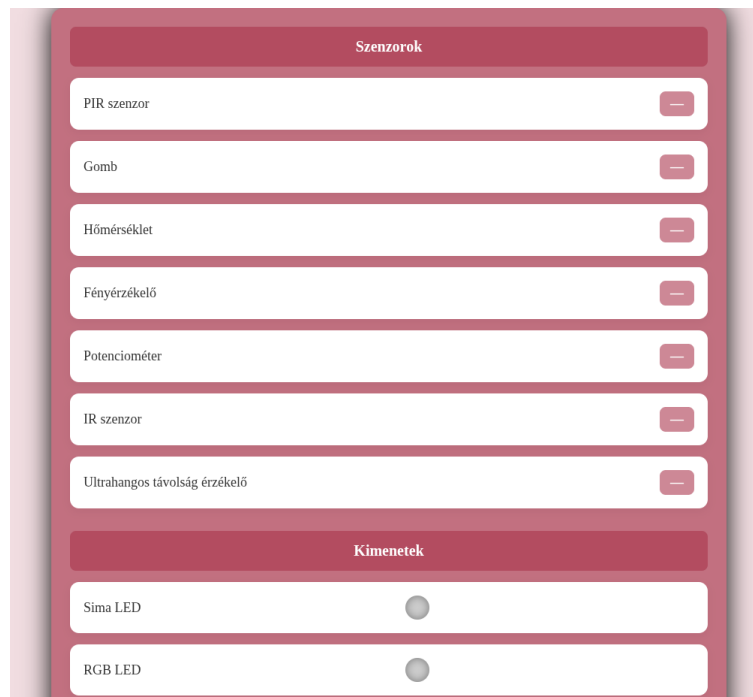 Szenzorok
PIR szenzor —
Gomb —
Hőmérséklet —
Fényérzékelő —
Potenciométer —
IR szenzor —
Ultrahangos távolság érzékelő —
Kimenetek
Sima LED
RGB LED